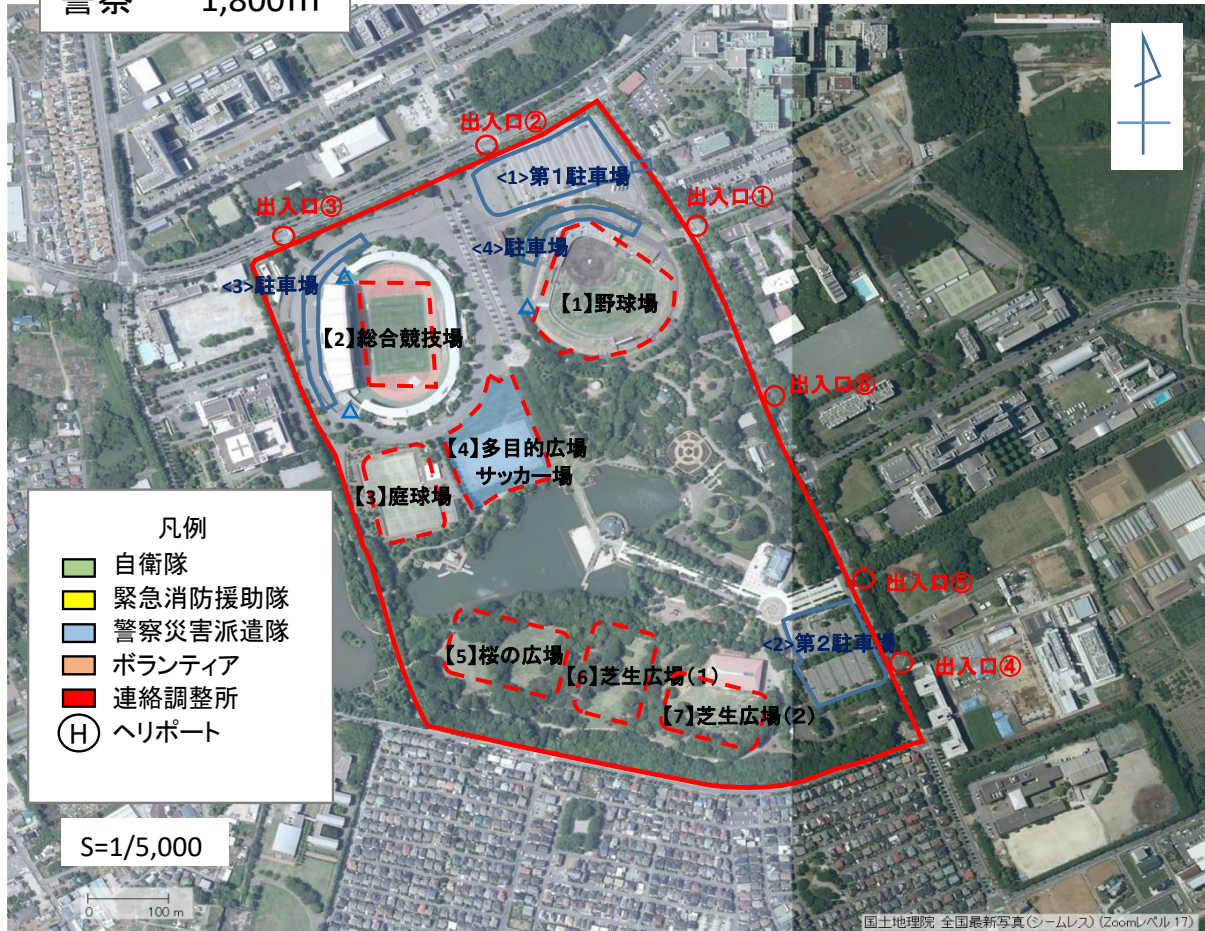 警察 1,800㎡
出入口②
<1>第1駐車場
出入口①
出入口③
<4>駐車場
<3>駐車場
【1】野球場
【2】総合競技場
出入口⑥
【4】多目的広場
サッカー場
【3】庭球場
凡例
自衛隊
緊急消防援助隊
警察災害派遣隊
ボランティア
連絡調整所
H ヘリポート
出入口⑤
<2>第2駐車場
出入口④
【5】桜の広場
【6】芝生広場(1)
【7】芝生広場(2)
S=1/5,000
0 100 m
国土地理院 全国最新写真(シームレス) (Zoomレベル 17)